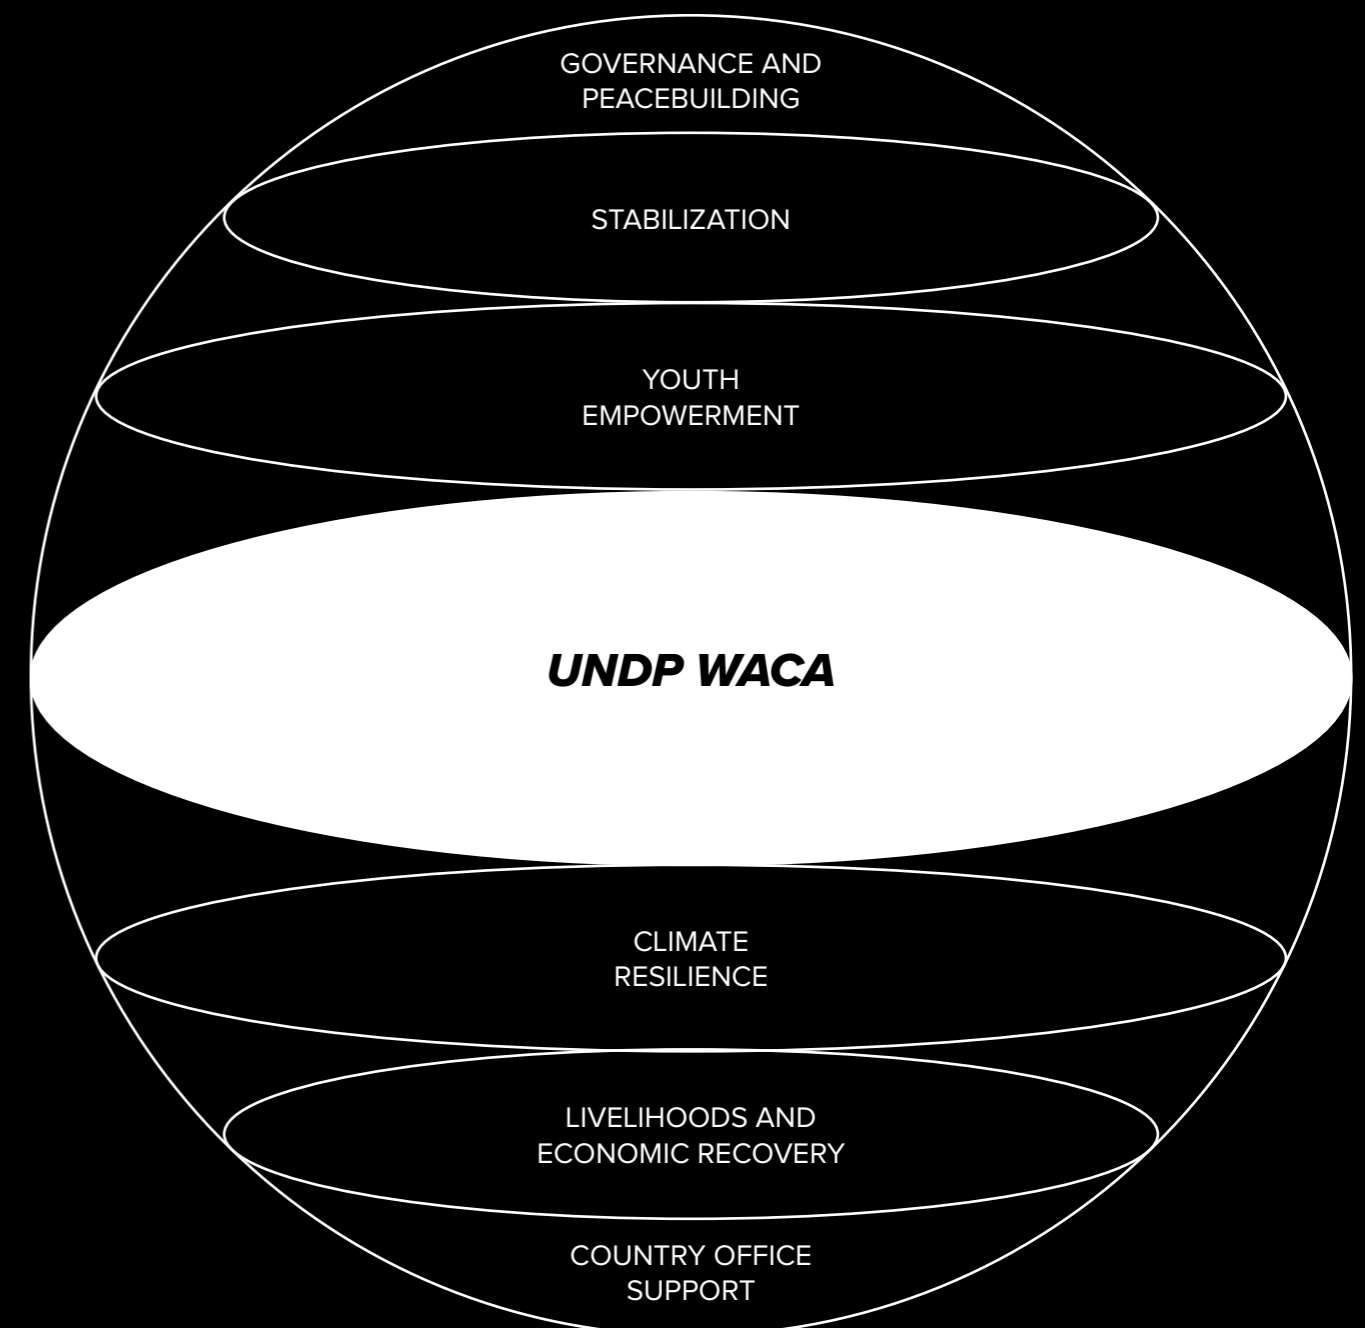 GOVERNANCE AND
PEACEBUILDING
STABILIZATION
YOUTH
EMPOWERMENT
UNDP WACA
CLIMATE
RESILIENCE
LIVELIHOODS AND
ECONOMIC RECOVERY
COUNTRY OFFICE
SUPPORT